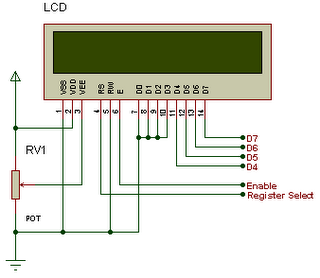 LCD
VSS VDD VEE RS RW E D0 D1 D2 D3 D4 D5 D6 D7
1 2 3 4 5 6 7 8 9 10 11 12 13 14
D7
D6
D5
D4
RV1
Enable
Register Select
POT